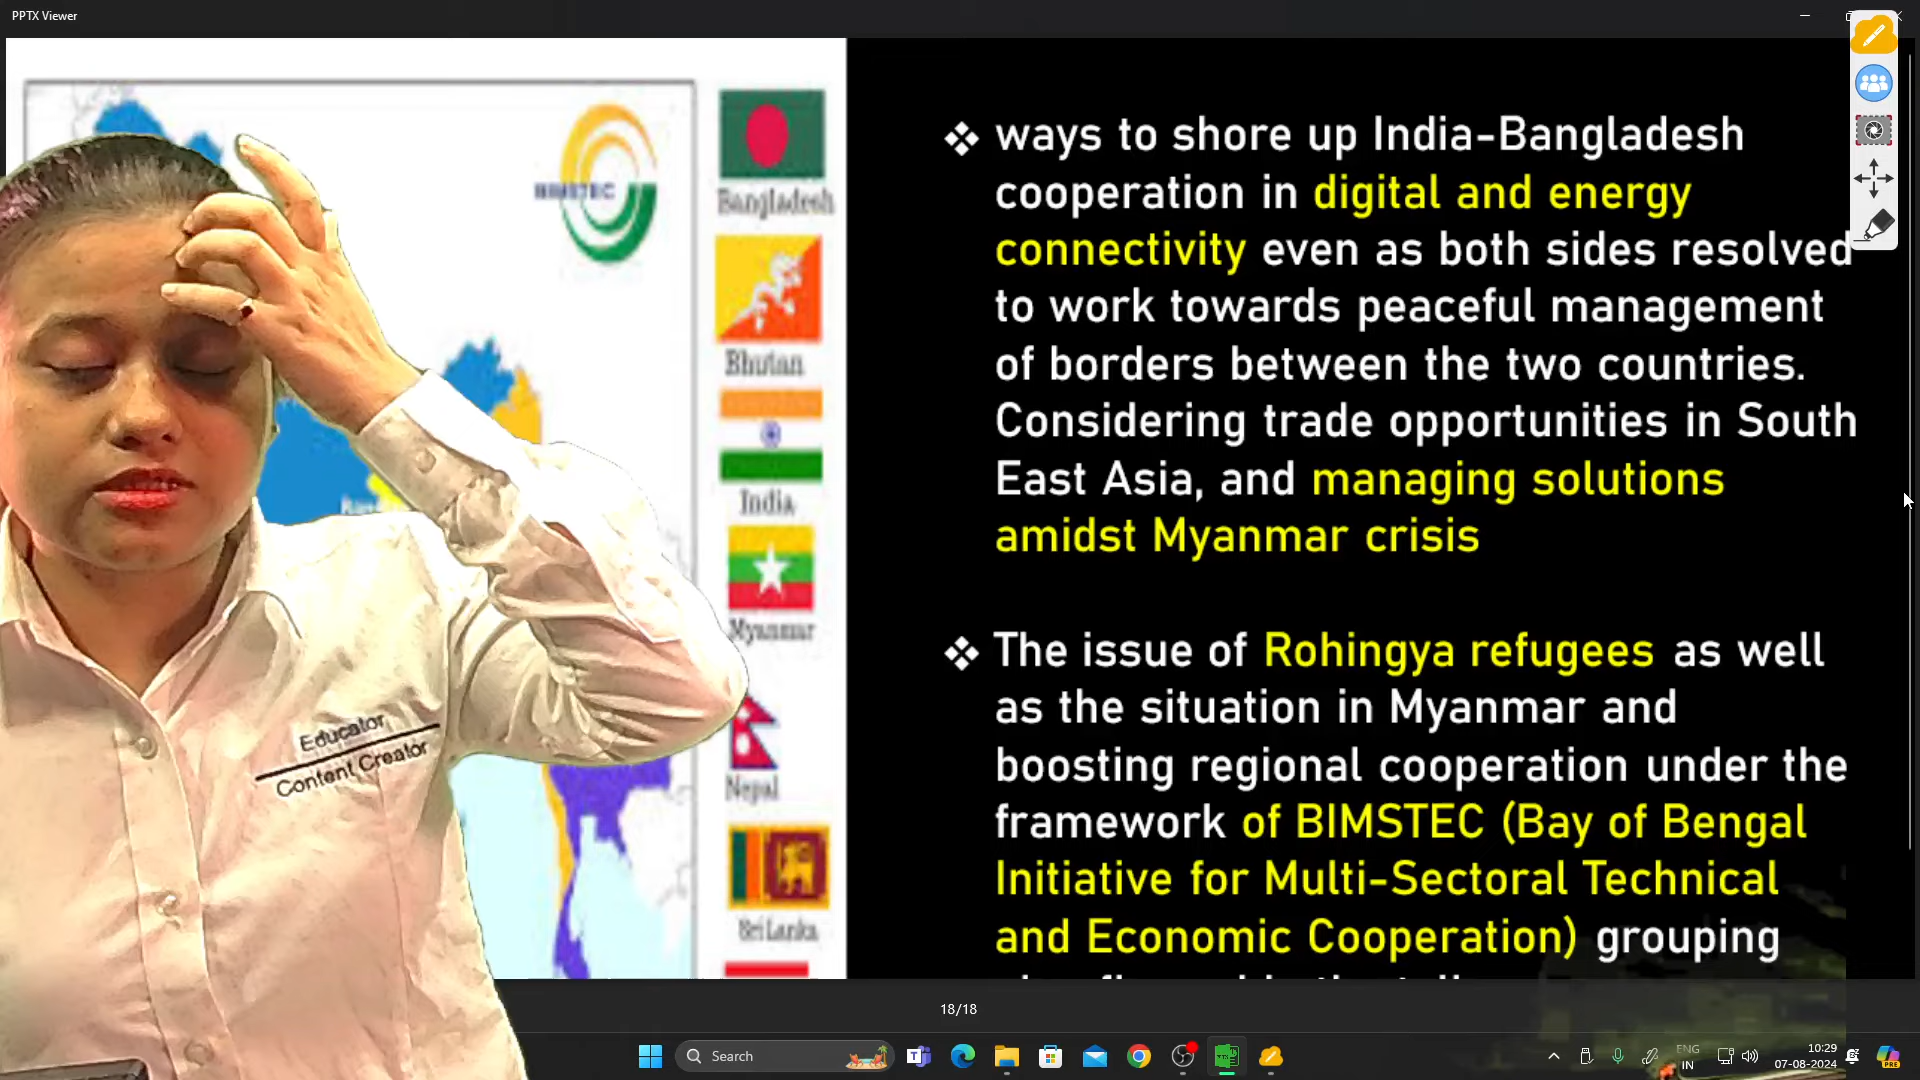 PPTX Viewer
BIMSTEC
Bangladesh
Bhutan
India
Myanmar
Nepal
Sri Lanka
Educator
Content Creator
❖ ways to shore up India-Bangladesh
cooperation in digital and energy
connectivity even as both sides resolved
to work towards peaceful management
of borders between the two countries.
Considering trade opportunities in South
East Asia, and managing solutions
amidst Myanmar crisis
❖ The issue of Rohingya refugees as well
as the situation in Myanmar and
boosting regional cooperation under the
framework of BIMSTEC (Bay of Bengal
Initiative for Multi-Sectoral Technical
and Economic Cooperation) grouping
18/18
Search
ENG
IN
10:29
07-08-2024
PRE